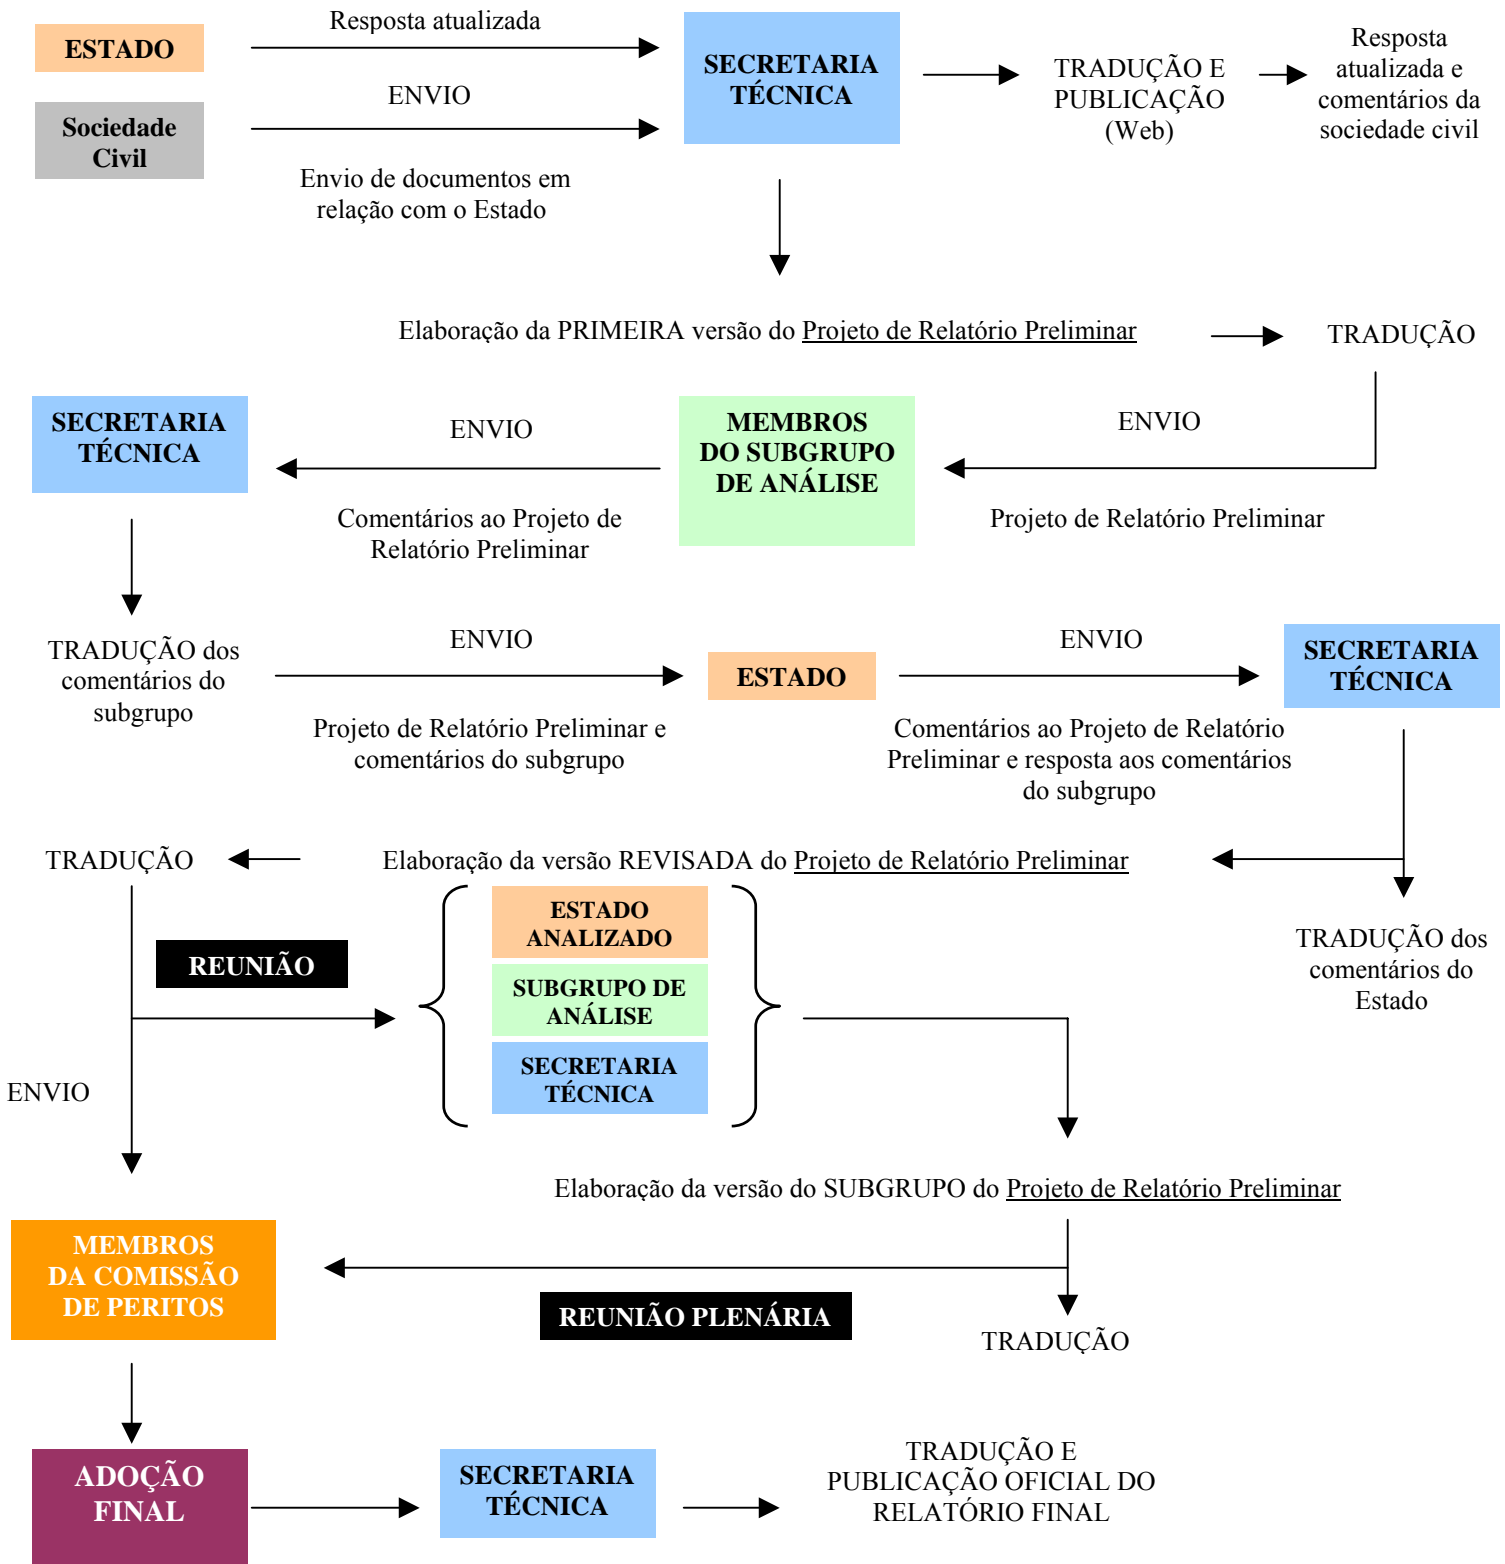 Resposta atualizada
ESTADO
ENVIO
Sociedade
Civil
Envio de documentos em
relação com o Estado
SECRETARIA
TÉCNICA
TRADUÇÃO E
PUBLICAÇÃO
(Web)
Resposta
atualizada e
comentários da
sociedade civil
Elaboração da PRIMEIRA versão do Projeto de Relatório Preliminar
TRADUÇÃO
ENVIO
Projeto de Relatório Preliminar
MEMBROS
DO SUBGRUPO
DE ANÁLISE
ENVIO
Comentários ao Projeto de
Relatório Preliminar
SECRETARIA
TÉCNICA
TRADUÇÃO dos
comentários do
subgrupo
ENVIO
Projeto de Relatório Preliminar e
comentários do subgrupo
ESTADO
ENVIO
Comentários ao Projeto de Relatório
Preliminar e resposta aos comentários
do subgrupo
SECRETARIA
TÉCNICA
TRADUÇÃO dos
comentários do
Estado
Elaboração da versão REVISADA do Projeto de Relatório Preliminar
TRADUÇÃO
REUNIÃO
ESTADO
ANALIZADO
SUBGRUPO DE
ANÁLISE
SECRETARIA
TÉCNICA
ENVIO
Elaboração da versão do SUBGRUPO do Projeto de Relatório Preliminar
MEMBROS
DA COMISSÃO
DE PERITOS
REUNIÃO PLENÁRIA
TRADUÇÃO
ADOÇÃO
FINAL
SECRETARIA
TÉCNICA
TRADUÇÃO E
PUBLICAÇÃO OFICIAL DO
RELATÓRIO FINAL